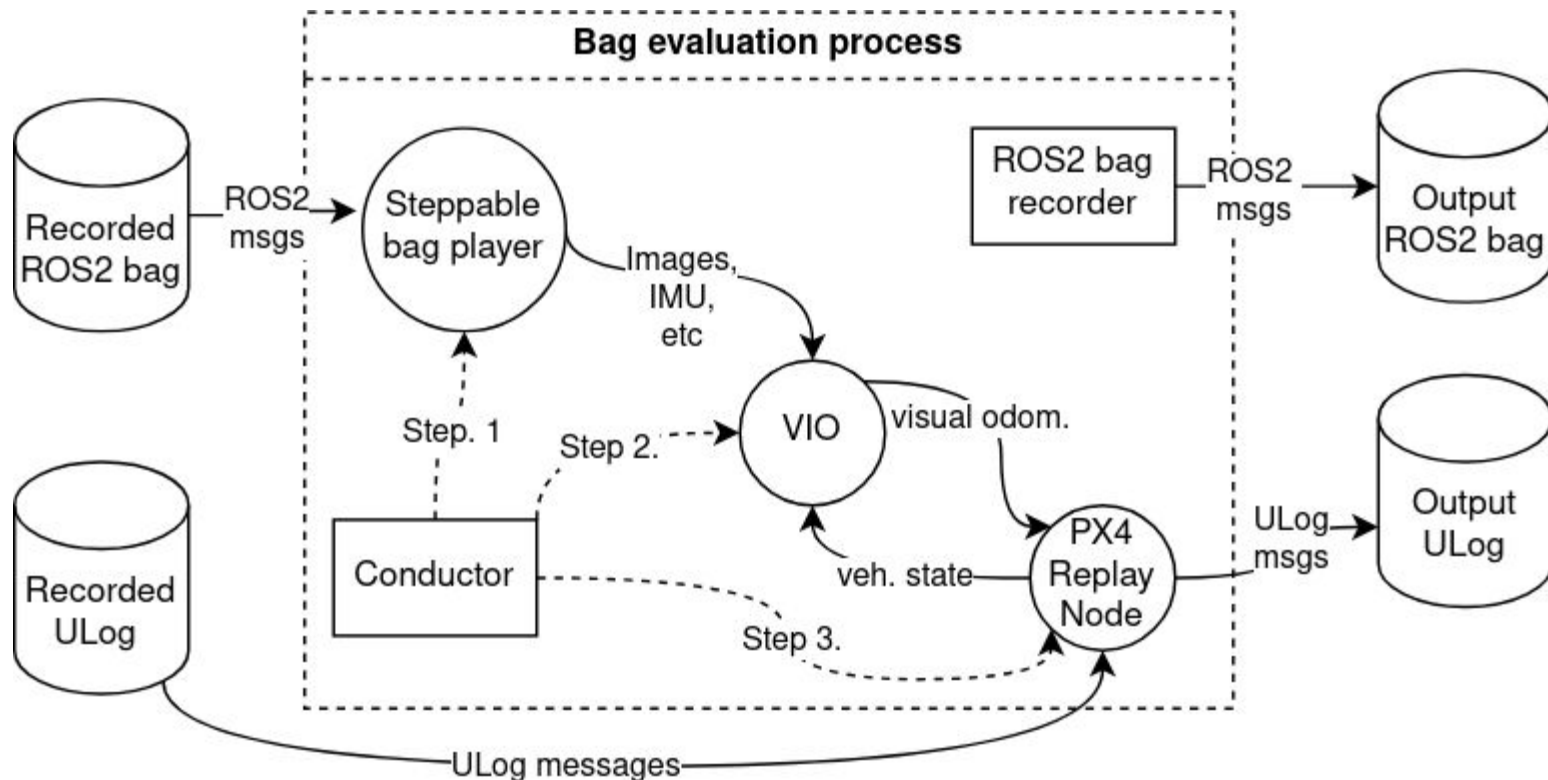 Bag evaluation process
Recorded
ROS2 bag
ROS2
msgs
Steppable
bag player
Images,
IMU,
etc
ROS2 bag
recorder
ROS2
msgs
Output
ROS2 bag
Step. 1
Step 2.
VIO
visual odom.
Recorded
ULog
Conductor
Step 3.
veh. state
PX4
Replay
Node
ULog
msgs
Output
ULog
ULog messages